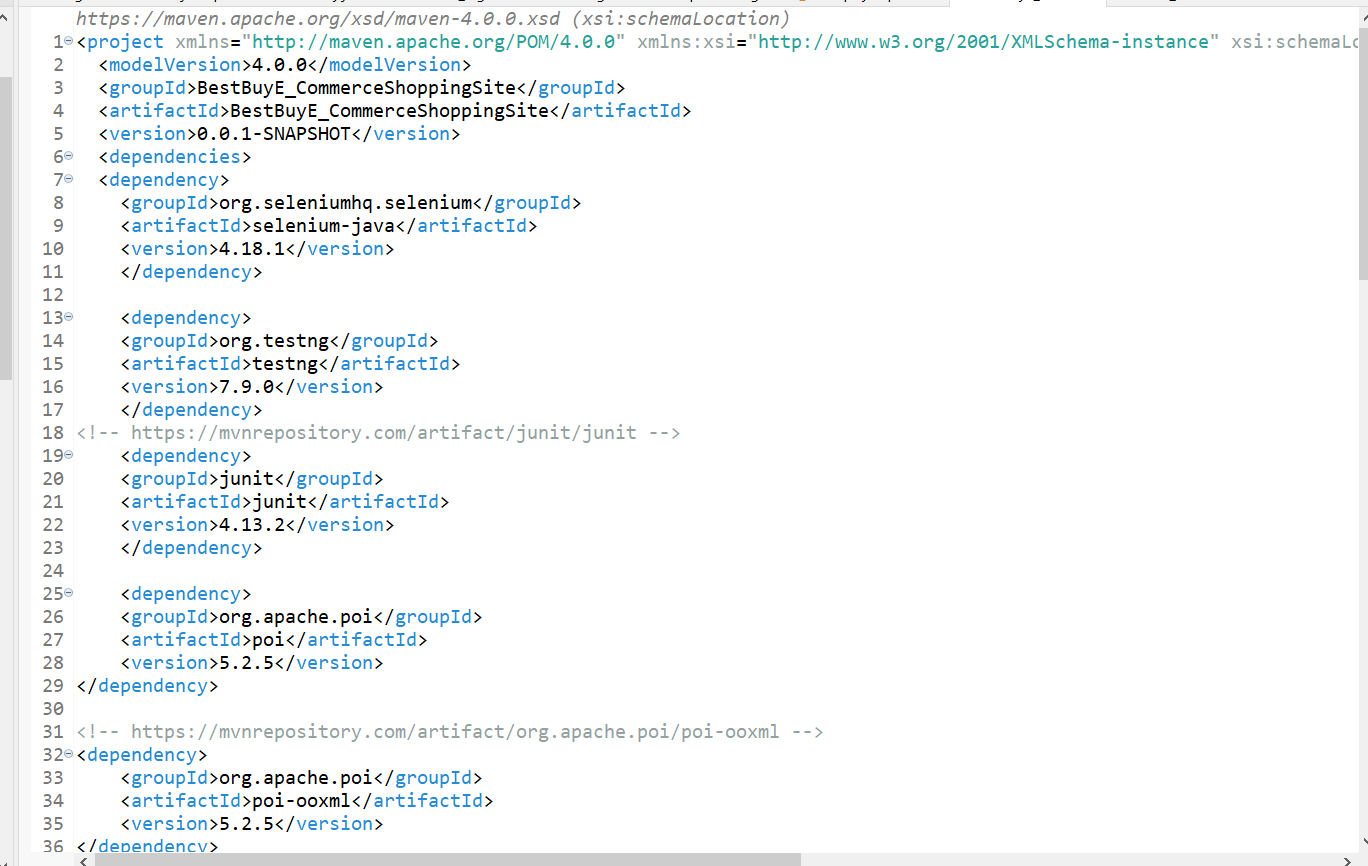 https://maven.apache.org/xsd/maven-4.0.0.xsd (xsi:schemaLocation)
1 <project xmlns="http://maven.apache.org/POM/4.0.0" xmlns:xsi="http://www.w3.org/2001/XMLSchema-instance" xsi:schemaLo
2 <modelVersion>4.0.0</modelVersion>
3 <groupId>BestBuyE_CommerceShoppingSite</groupId>
4 <artifactId>BestBuyE_CommerceShoppingSite</artifactId>
5 <version>0.0.1-SNAPSHOT</version>
6 <dependencies>
7 <dependency>
8 <groupId>org.seleniumhq.selenium</groupId>
9 <artifactId>selenium-java</artifactId>
10 <version>4.18.1</version>
11 </dependency>
12
13 <dependency>
14 <groupId>org.testng</groupId>
15 <artifactId>testng</artifactId>
16 <version>7.9.0</version>
17 </dependency>
18 <!-- https://mvnrepository.com/artifact/junit/junit -->
19 <dependency>
20 <groupId>junit</groupId>
21 <artifactId>junit</artifactId>
22 <version>4.13.2</version>
23 </dependency>
24
25 <dependency>
26 <groupId>org.apache.poi</groupId>
27 <artifactId>poi</artifactId>
28 <version>5.2.5</version>
29 </dependency>
30
31 <!-- https://mvnrepository.com/artifact/org.apache.poi/poi-ooxml -->
32 <dependency>
33 <groupId>org.apache.poi</groupId>
34 <artifactId>poi-ooxml</artifactId>
35 <version>5.2.5</version>
36 </dependency>